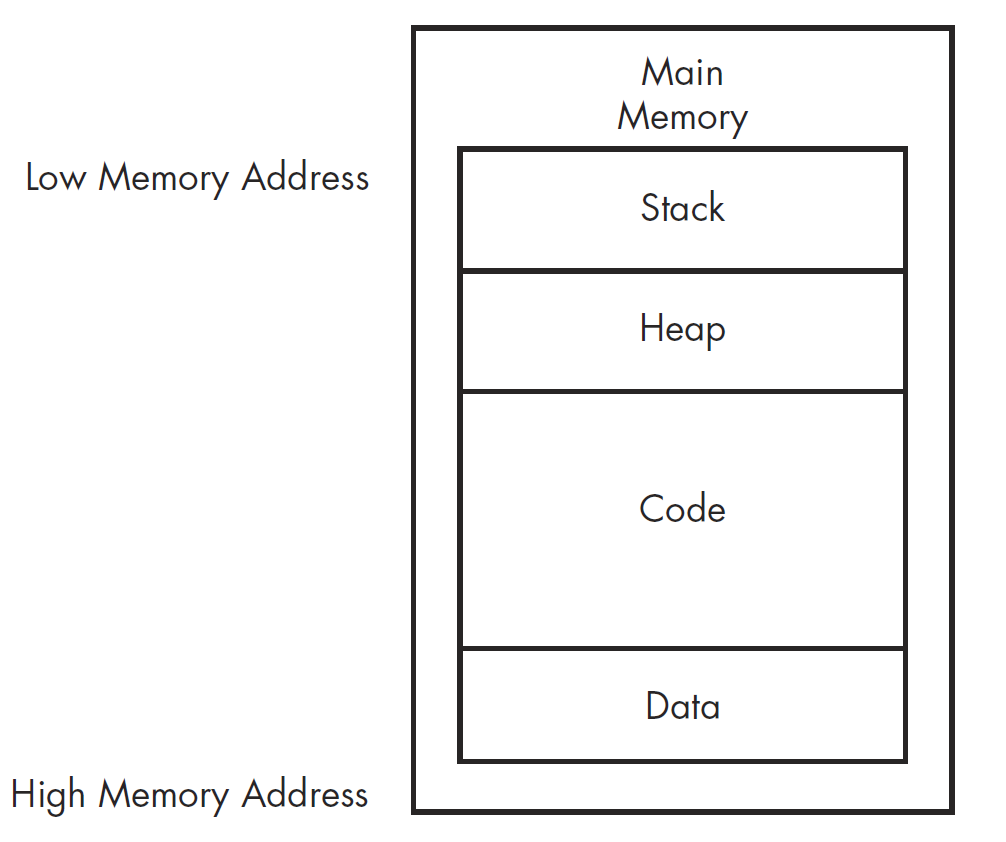 Main
Memory
Low Memory Address
Stack
Heap
Code
Data
High Memory Address